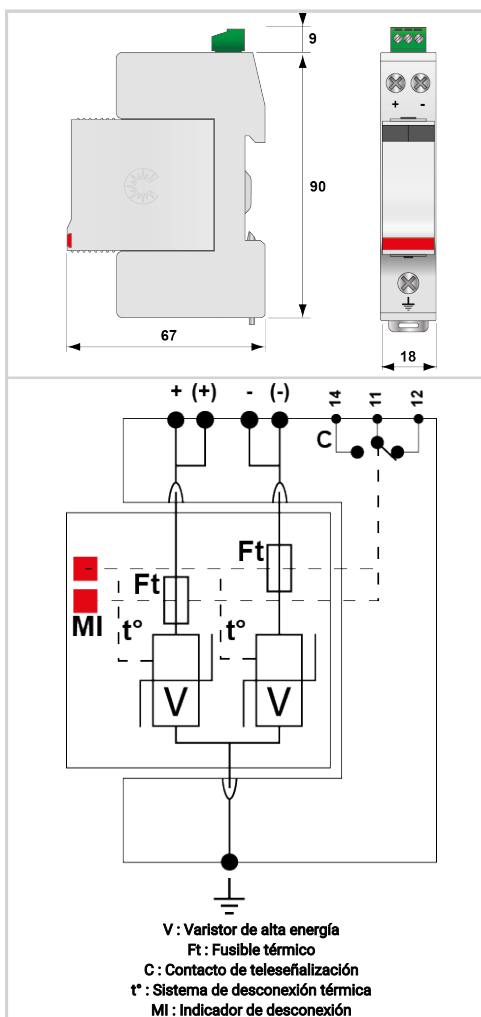 9
90
67
+ -
18
+ (+) - (-) 14 11 12
C
-
Ft Ft
MI t° t°
V V
V : Varistor de alta energía
Ft : Fusible térmico
C : Contacto de teleseñalización
t° : Sistema de desconexión térmica
MI : Indicador de desconexión